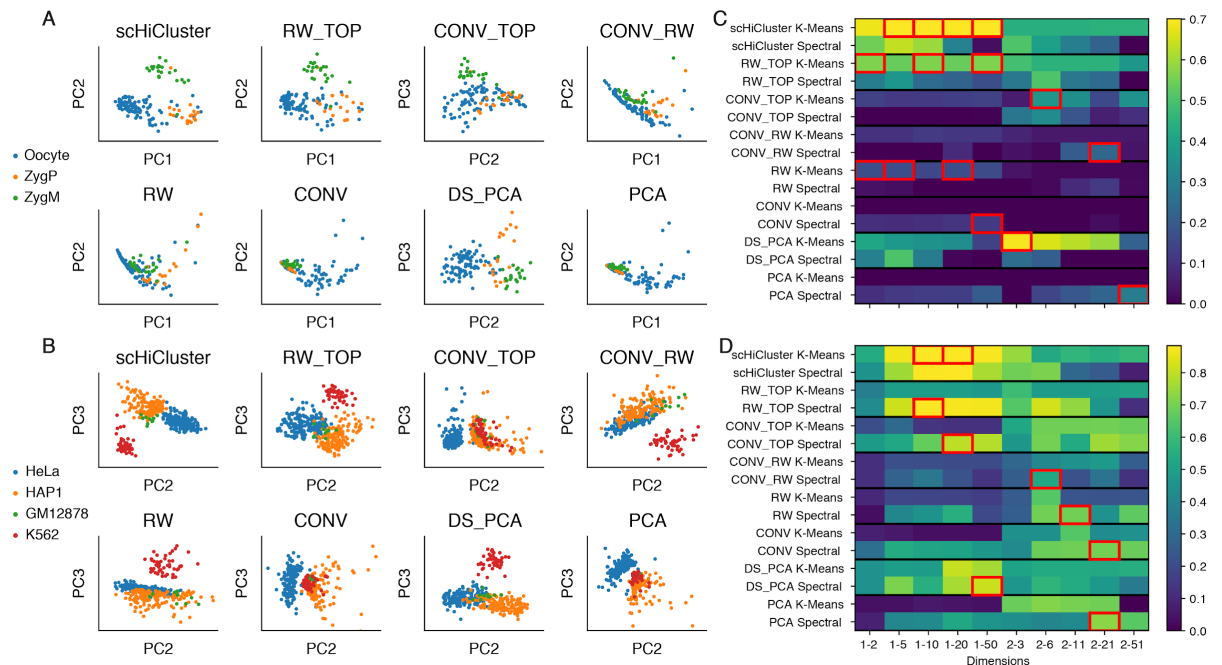 A
scHiCluster
RW_TOP
CONV_TOP
CONV_RW
PC2
PC2
PC3
PC2
PC1
PC1
PC2
PC1
Oocyte
ZygP
ZygM
RW
CONV
DS_PCA
PCA
PC2
PC2
PC3
PC2
PC1
PC1
PC2
PC1
B
scHiCluster
RW_TOP
CONV_TOP
CONV_RW
PC3
PC3
PC3
PC3
PC2
PC2
PC2
PC2
HeLa
HAP1
GM12878
K562
RW
CONV
DS_PCA
PCA
PC3
PC3
PC3
PC3
PC2
PC2
PC2
PC2
C
scHiCluster K-Means
scHiCluster Spectral
RW_TOP K-Means
RW_TOP Spectral
CONV_TOP K-Means
CONV_TOP Spectral
CONV_RW K-Means
CONV_RW Spectral
RW K-Means
RW Spectral
CONV K-Means
CONV Spectral
DS_PCA K-Means
DS_PCA Spectral
PCA K-Means
PCA Spectral
0.7
0.6
0.5
0.4
0.3
0.2
0.1
0.0
D
scHiCluster K-Means
scHiCluster Spectral
RW_TOP K-Means
RW_TOP Spectral
CONV_TOP K-Means
CONV_TOP Spectral
CONV_RW K-Means
CONV_RW Spectral
RW K-Means
RW Spectral
CONV K-Means
CONV Spectral
DS_PCA K-Means
DS_PCA Spectral
PCA K-Means
PCA Spectral
1-2 1-5 1-10 1-20 1-50 2-3 2-6 2-11 2-21 2-51
Dimensions
0.8
0.7
0.6
0.5
0.4
0.3
0.2
0.1
0.0